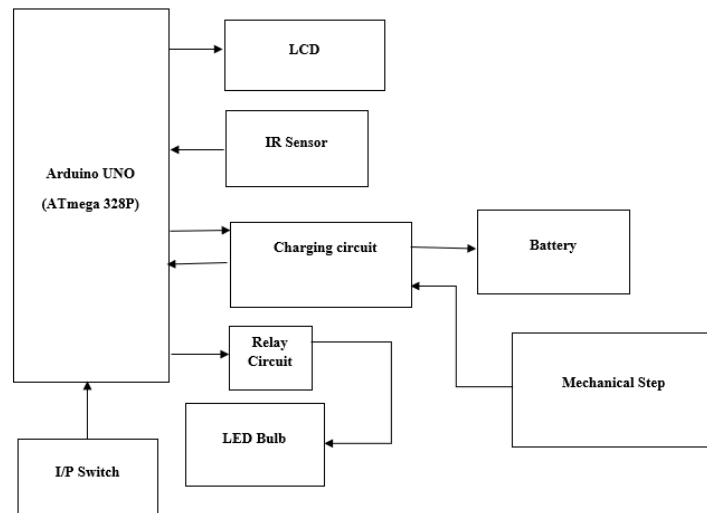 LCD
IR Sensor
Arduino UNO
(ATmega 328P)
Charging circuit
Battery
Relay
Circuit
Mechanical Step
LED Bulb
I/P Switch